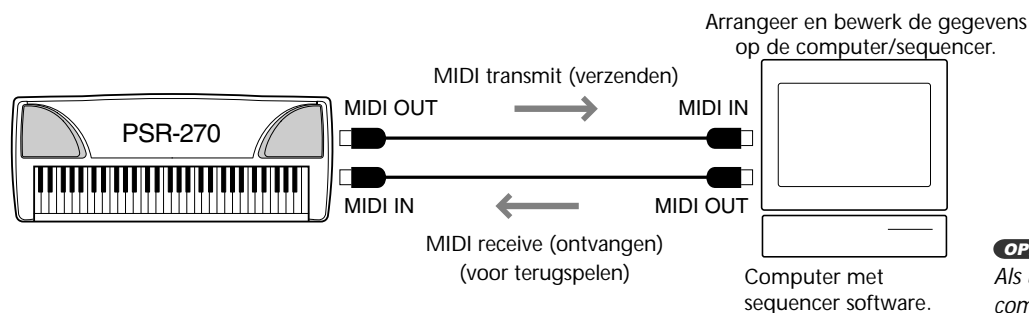 Arrangeer en bewerk de gegevens
op de computer/sequencer.
MIDI transmit (verzenden)
MIDI OUT
MIDI IN
PSR-270
MIDI IN
MIDI OUT
MIDI receive (ontvangen)
(voor terugspelen)
Computer met
sequencer software.
OP
Als
com